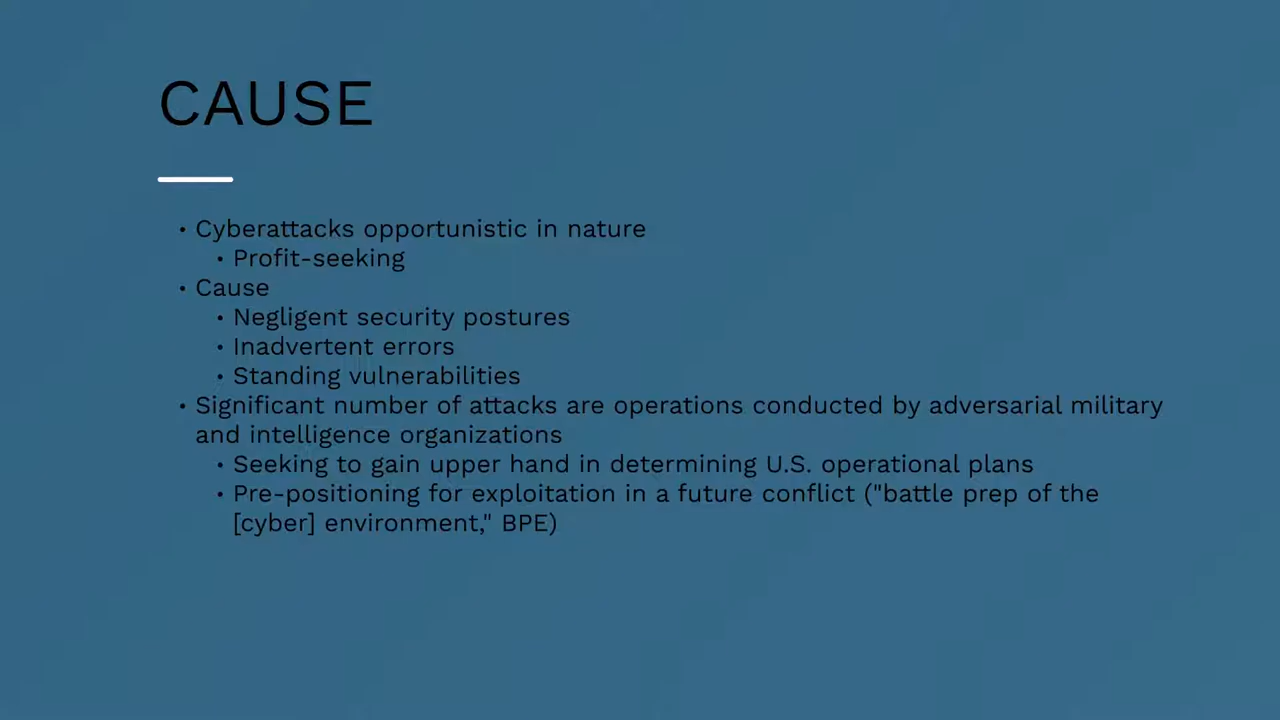 CAUSE
• Cyberattacks opportunistic in nature
• Profit-seeking
• Cause
• Negligent security postures
• Inadvertent errors
• Standing vulnerabilities
• Significant number of attacks are operations conducted by adversarial military
and intelligence organizations
• Seeking to gain upper hand in determining U.S. operational plans
• Pre-positioning for exploitation in a future conflict ("battle prep of the
[cyber] environment," BPE)